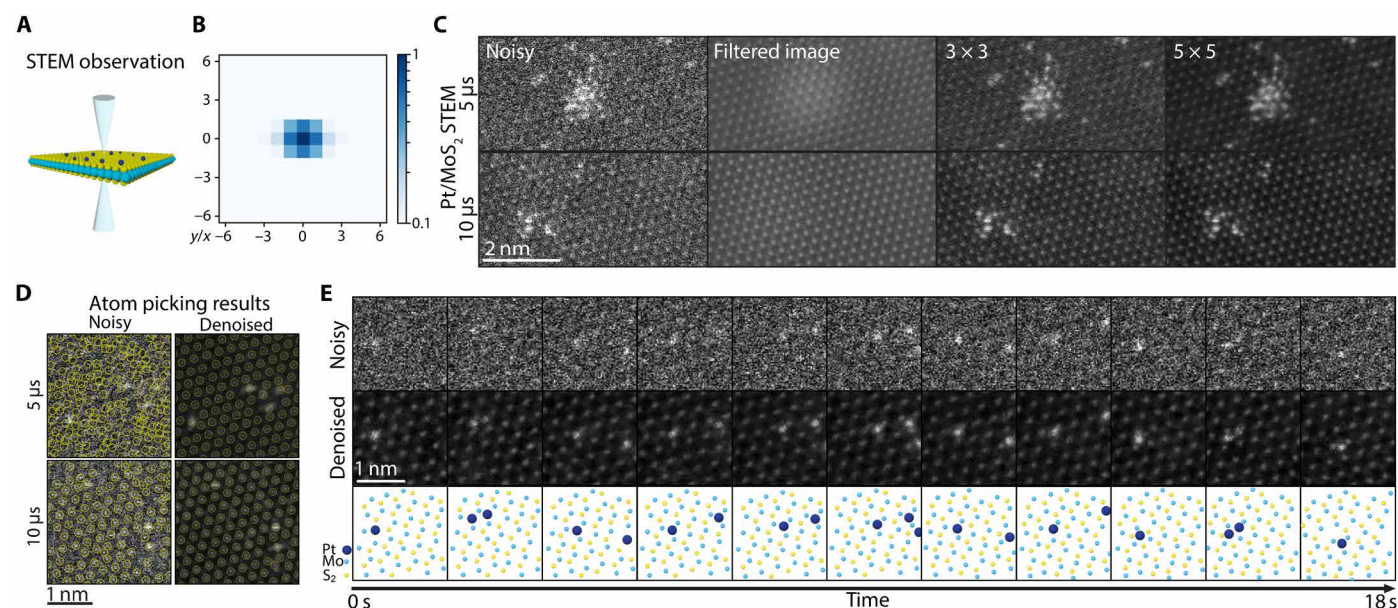 A
STEM observation
B
6
3
0
−3
−6
y/x −6 −3 0 3 6
1
0.1
C
Pt/MoS2 STEM
5 μs
10 μs
Noisy
Filtered image
3 × 3
5 × 5
2 nm
D
Atom picking results
Noisy Denoised
5 μs
10 μs
1 nm
E
Noisy
Denoised
1 nm
Pt
Mo
S2
0 s Time 18 s